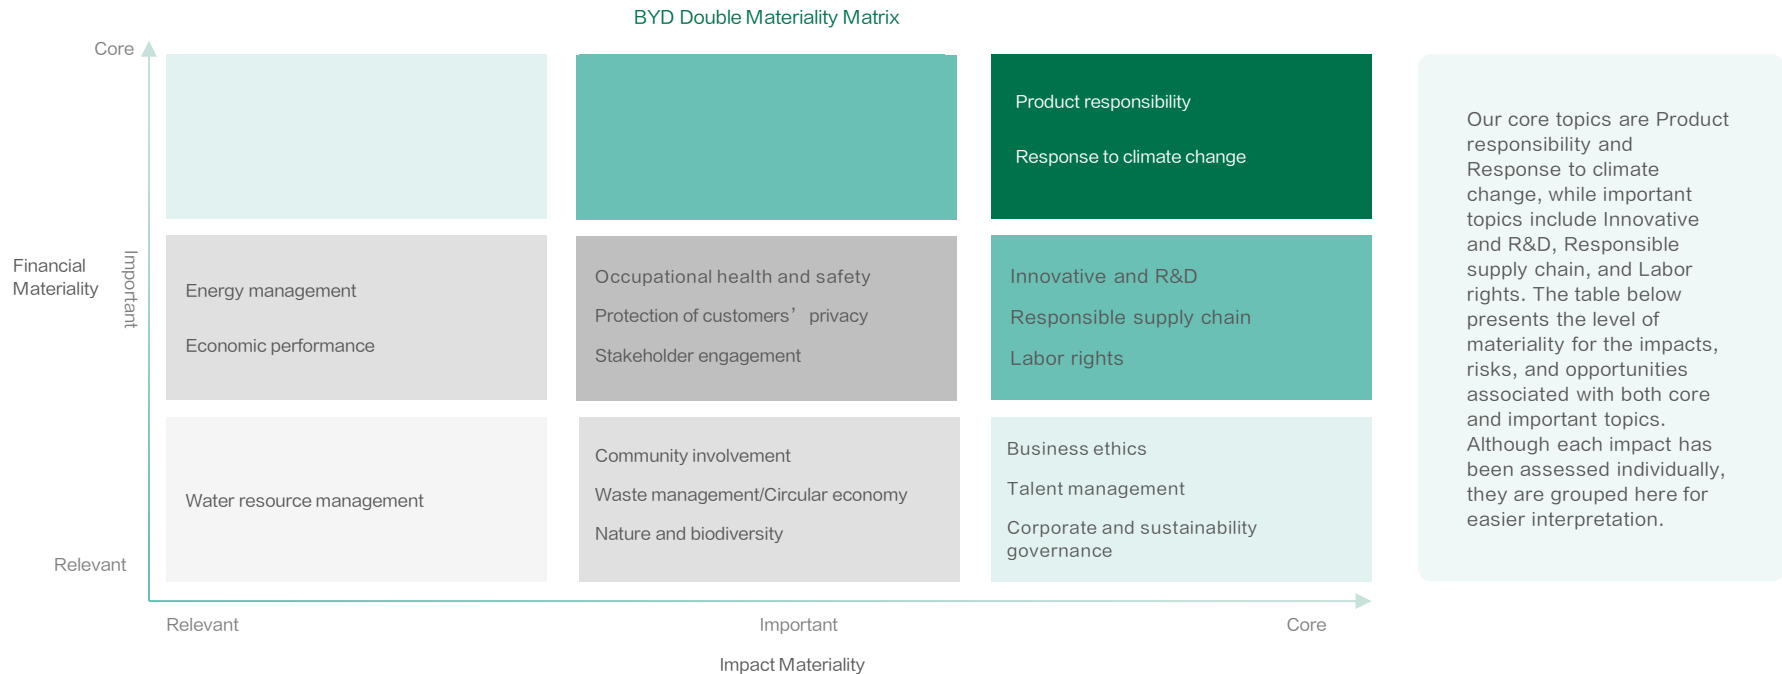 BYD Double Materiality Matrix
Core
Product responsibility
Response to climate change
Financial
Materiality
Important
Energy management
Economic performance
Occupational health and safety
Protection of customers’ privacy
Stakeholder engagement
Innovative and R&D
Responsible supply chain
Labor rights
Water resource management
Community involvement
Waste management/Circular economy
Nature and biodiversity
Business ethics
Talent management
Corporate and sustainability
governance
Relevant
Relevant
Important
Core
Impact Materiality
Our core topics are Product
responsibility and
Response to climate
change, while important
topics include Innovative
and R&D, Responsible
supply chain, and Labor
rights. The table below
presents the level of
materiality for the impacts,
risks, and opportunities
associated with both core
and important topics.
Although each impact has
been assessed individually,
they are grouped here for
easier interpretation.